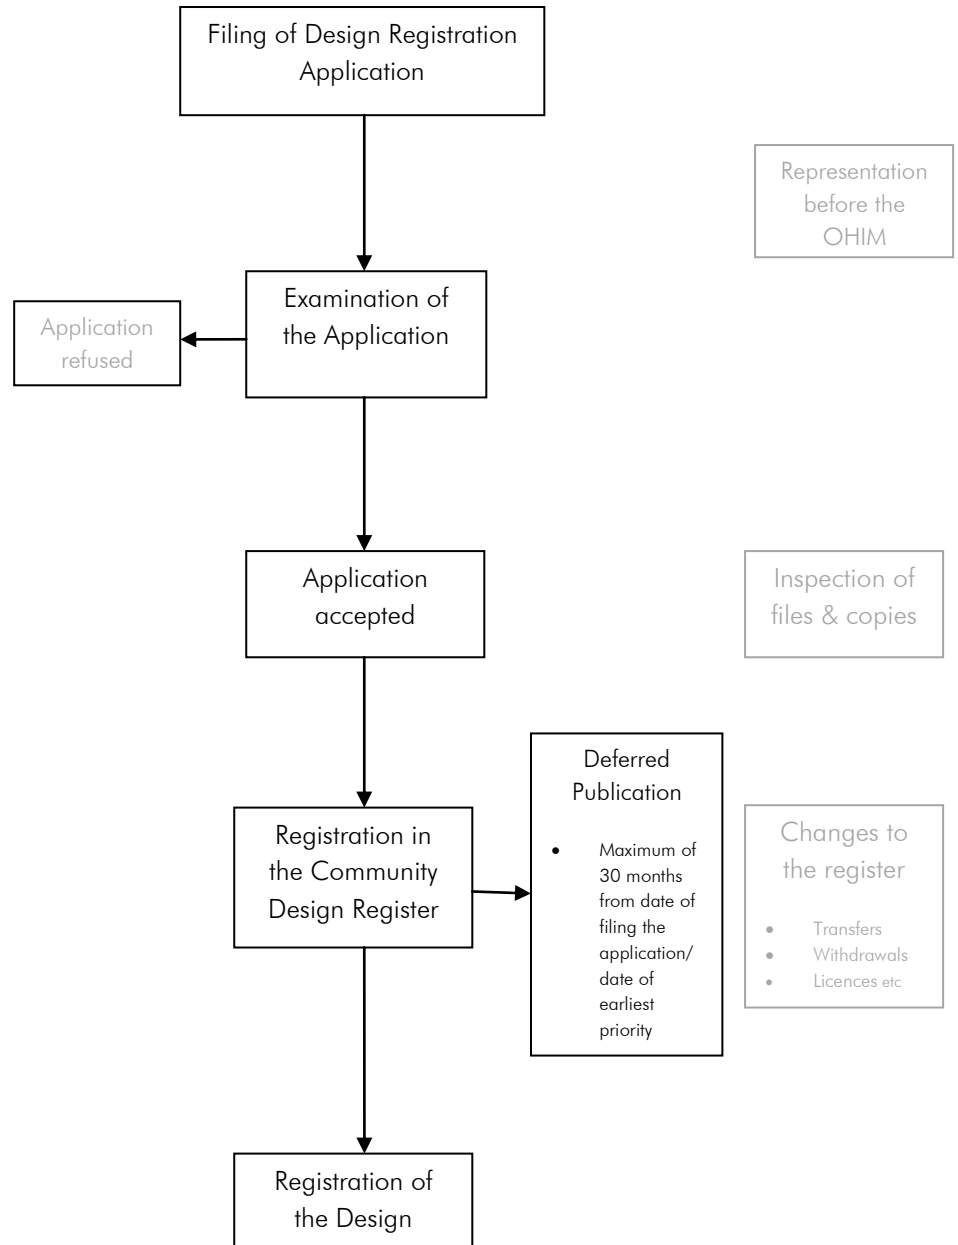 Filing of Design Registration
Application
Representation
before the
OHIM
Examination of
the Application
Application
refused
Application
accepted
Inspection of
files & copies
Deferred
Publication
• Maximum of
30 months
from date of
filing the
application/
date of
earliest
priority
Registration in
the Community
Design Register
Changes to
the register
• Transfers
• Withdrawals
• Licences etc
Registration of
the Design